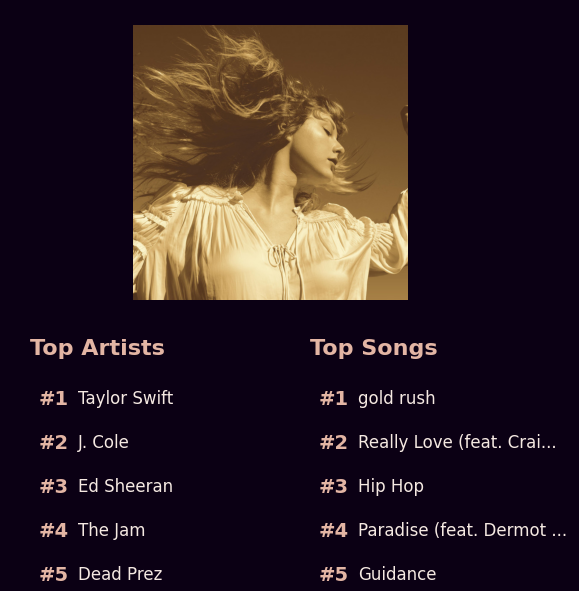 Top Artists
#1 Taylor Swift
#2 J. Cole
#3 Ed Sheeran
#4 The Jam
#5 Dead Prez
Top Songs
#1 gold rush
#2 Really Love (feat. Crai...
#3 Hip Hop
#4 Paradise (feat. Dermot ...
#5 Guidance